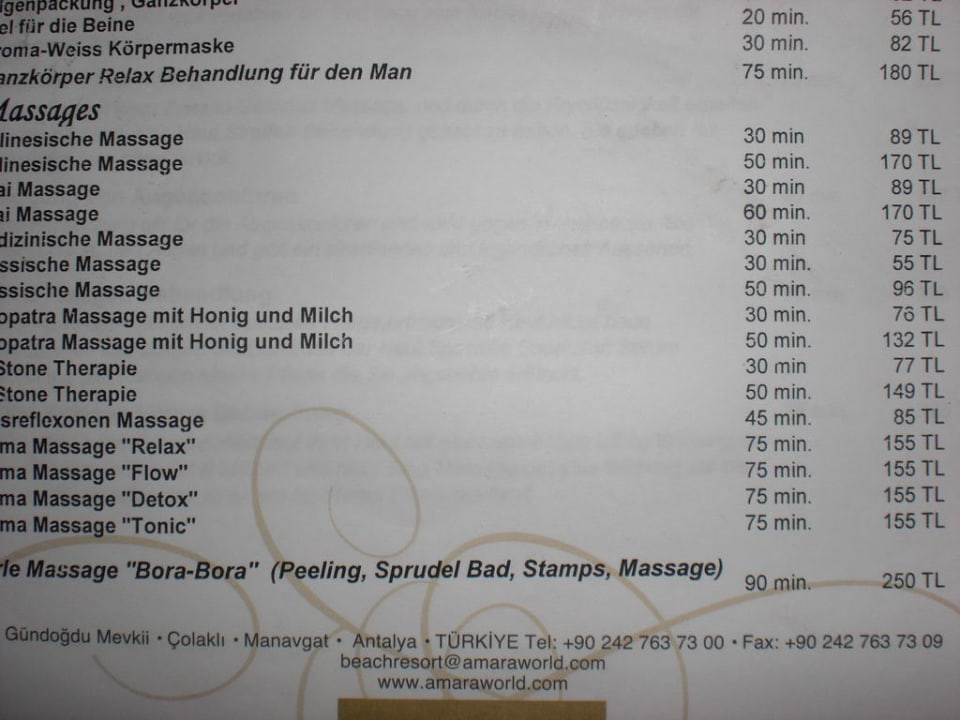 igenpackung , Ganzkörper
el für die Beine 20 min. 56 TL
oma-Weiss Körpermaske 30 min. 82 TL
anzkörper Relax Behandlung für den Man 75 min. 180 TL
Massages
linesische Massage 30 min 89 TL
linesische Massage 50 min. 170 TL
ai Massage 30 min 89 TL
ai Massage 60 min. 170 TL
dizinische Massage 30 min. 75 TL
ssische Massage 30 min. 55 TL
ssische Massage 50 min. 96 TL
opatra Massage mit Honig und Milch 30 min. 76 TL
opatra Massage mit Honig und Milch 50 min. 132 TL
Stone Therapie 30 min 77 TL
Stone Therapie 50 min. 149 TL
sreflexonen Massage 45 min. 85 TL
ma Massage "Relax" 75 min. 155 TL
ma Massage "Flow" 75 min. 155 TL
ma Massage "Detox" 75 min. 155 TL
ma Massage "Tonic" 75 min. 155 TL
rle Massage "Bora-Bora" (Peeling, Sprudel Bad, Stamps, Massage) 90 min. 250 TL
Gündoğdu Mevkii • Çolaklı • Manavgat • Antalya • TÜRKİYE Tel: +90 242 763 73 00 • Fax: +90 242 763 73 09
beachresort@amaraworld.com
www.amaraworld.com